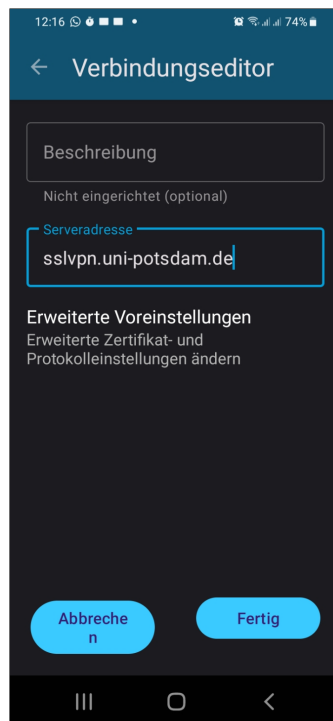 12:16 74%
Verbindungseditor
Beschreibung
Nicht eingerichtet (optional)
Serveradresse
sslvpn.uni-potsdam.de
Erweiterte Voreinstellungen
Erweiterte Zertifikat- und
Protokolleinstellungen ändern
Abbreche Fertig
n